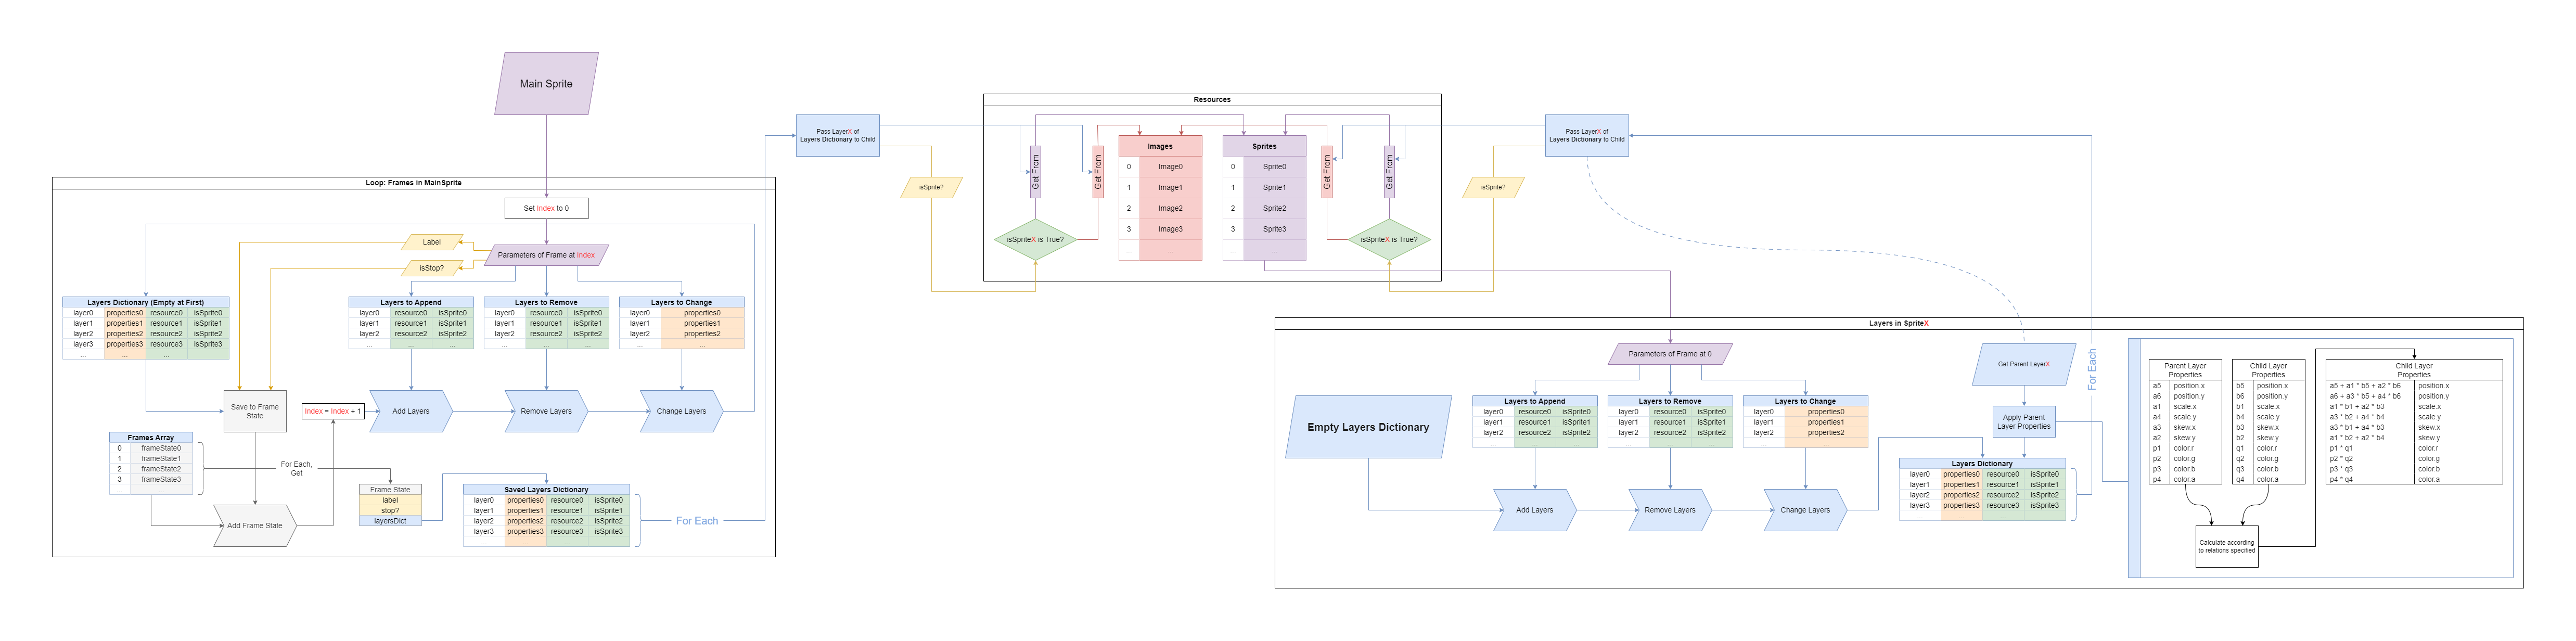 Main Sprite
Loop: Frames in MainSprite
Set Index to 0
Label
isStop?
Parameters of Frame at Index
Layers Dictionary (Empty at First)
layer0 properties0 resource0 isSprite0
layer1 properties1 resource1 isSprite1
layer2 properties2 resource2 isSprite2
layer3 properties3 resource3 isSprite3
... ... ...
Layers to Append
layer0 resource0 isSprite0
layer1 resource1 isSprite1
layer2 resource2 isSprite2
... ... ...
Layers to Remove
layer0 resource0 isSprite0
layer1 resource1 isSprite1
layer2 resource2 isSprite2
... ... ...
Layers to Change
layer0 properties0
layer1 properties1
layer2 properties2
... ...
Save to Frame
State
Index = Index + 1
Add Layers
Remove Layers
Change Layers
Frames Array
0 frameState0
1 frameState1
2 frameState2
3 frameState3
... ...
For Each,
Get
Add Frame State
Frame State
label
stop?
layersDict
Saved Layers Dictionary
layer0 properties0 resource0 isSprite0
layer1 properties1 resource1 isSprite1
layer2 properties2 resource2 isSprite2
layer3 properties3 resource3 isSprite3
... ... ...
For Each
Pass LayerX of
Layers Dictionary to Child
isSprite?
Resources
Get From
Get From
isSpriteX is True?
Images
0 Image0
1 Image1
2 Image2
3 Image3
... ...
Sprites
0 Sprite0
1 Sprite1
2 Sprite2
3 Sprite3
... ...
Get From
Get From
isSpriteX is True?
isSprite?
Pass LayerX of
Layers Dictionary to Child
Layers in SpriteX
Parameters of Frame at 0
Empty Layers Dictionary
Layers to Append
layer0 resource0 isSprite0
layer1 resource1 isSprite1
layer2 resource2 isSprite2
... ... ...
Layers to Remove
layer0 resource0 isSprite0
layer1 resource1 isSprite1
layer2 resource2 isSprite2
... ... ...
Layers to Change
layer0 properties0
layer1 properties1
layer2 properties2
... ...
Add Layers
Remove Layers
Change Layers
Get Parent LayerX
Apply Parent
Layer Properties
Layers Dictionary
layer0 properties0 resource0 isSprite0
layer1 properties1 resource1 isSprite1
layer2 properties2 resource2 isSprite2
layer3 properties3 resource3 isSprite3
... ... ... ...
For Each
Parent Layer
Properties
a5 position.x
a6 position.y
a1 scale.x
a4 scale.y
a3 skew.x
a2 skew.y
p1 color.r
p2 color.g
p3 color.b
p4 color.a
Child Layer
Properties
b5 position.x
b6 position.y
b1 scale.x
b4 scale.y
b3 skew.x
b2 skew.y
q1 color.r
q2 color.g
q3 color.b
q4 color.a
Child Layer
Properties
a5 + a1 * b5 + a2 * b6 position.x
a6 + a3 * b5 + a4 * b6 position.y
a1 * b1 + a2 * b3 scale.x
a3 * b2 + a4 * b4 scale.y
a3 * b1 + a4 * b3 skew.x
a1 * b2 + a2 * b4 skew.y
p1 * q1 color.r
p2 * q2 color.g
p3 * q3 color.b
p4 * q4 color.a
Calculate according
to relations specified